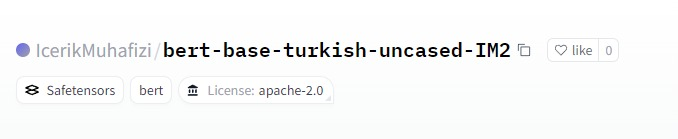 IcerikMuhafizi/bert-base-turkish-uncased-IM2 like 0
Safetensors bert License: apache-2.0